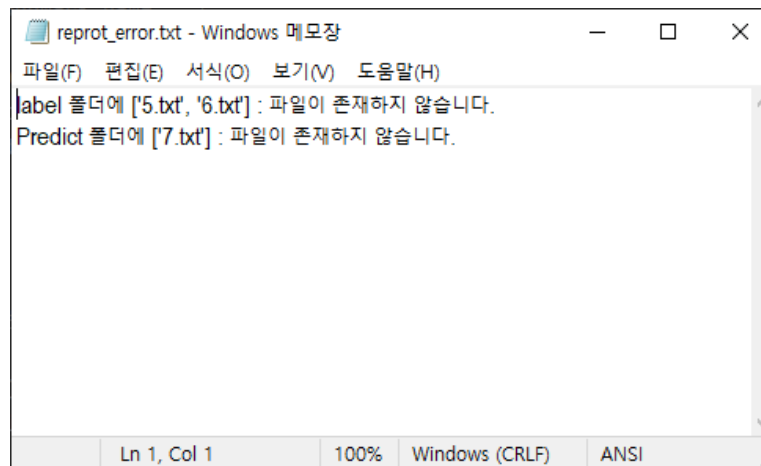 reprot_error.txt - Windows 메모장
파일(F) 편집(E) 서식(O) 보기(V) 도움말(H)
label 폴더에 ['5.txt', '6.txt'] : 파일이 존재하지 않습니다.
Predict 폴더에 ['7.txt'] : 파일이 존재하지 않습니다.
Ln 1, Col 1 100% Windows (CRLF) ANSI